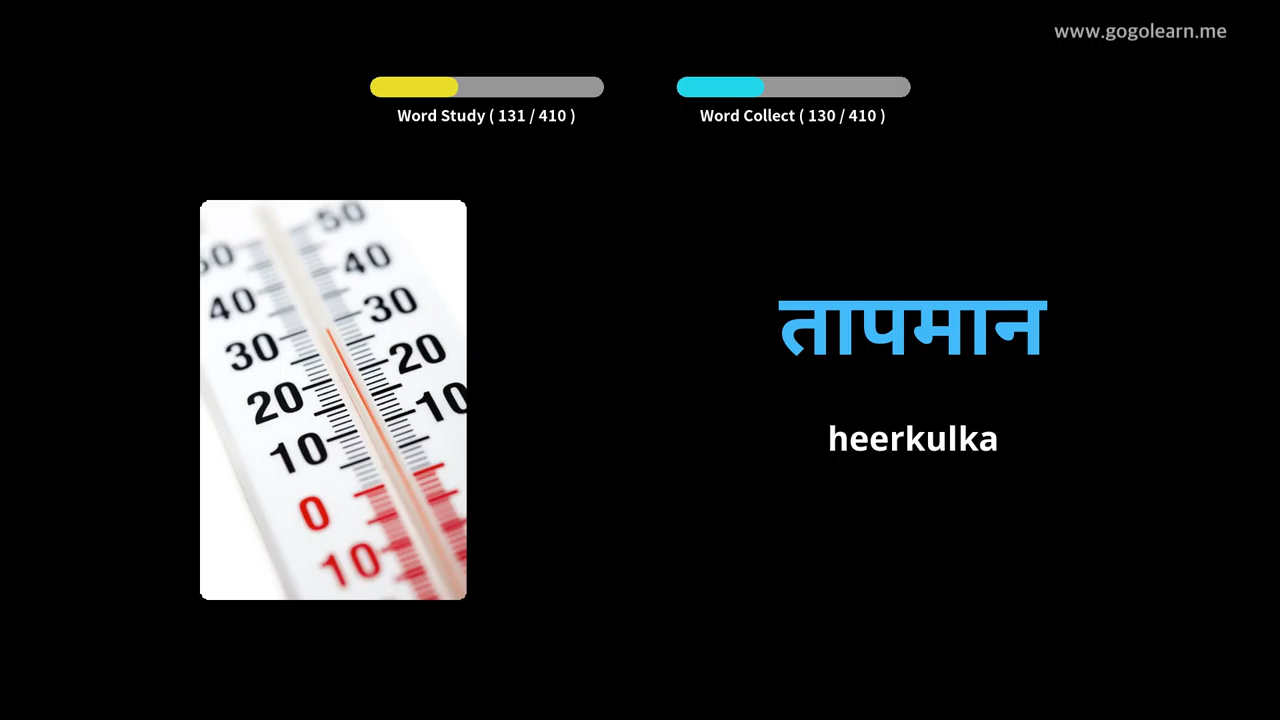 www.gogolearn.me
Word Study ( 131 / 410 )
Word Collect ( 130 / 410 )
तापमान
heerkulka
50
50
40
40
30
30
20
20
10
10
0
10